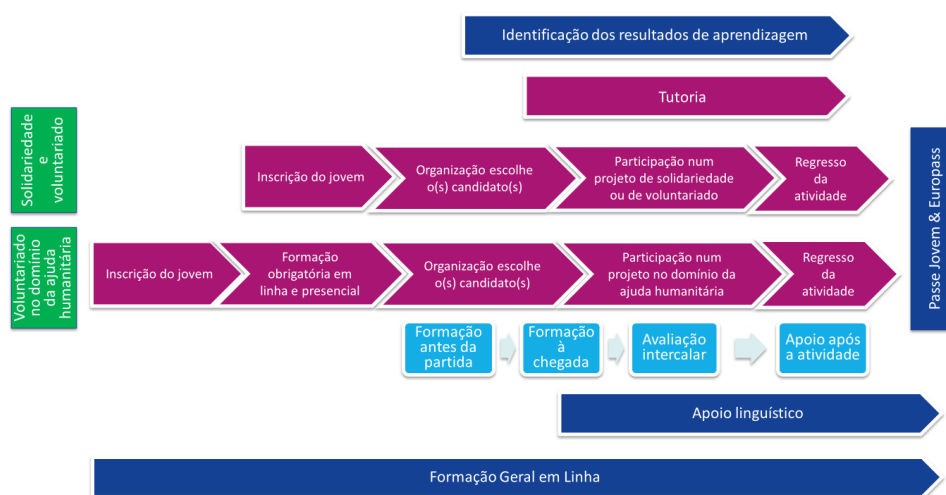 Identificação dos resultados de aprendizagem
Tutoria
Solidariedade
e
voluntariado
Inscrição do jovem
Organização escolhe
o(s) candidato(s)
Participação num
projeto de solidariedade
ou de voluntariado
Regresso
da
atividade
Voluntariado
no domínio
da ajuda
humanitária
Inscrição do jovem
Formação
obrigatória em
linha e presencial
Organização escolhe
o(s) candidato(s)
Participação num
projeto no domínio da
ajuda humanitária
Regresso
da
atividade
Passe Jovem & Europass
Formação
antes da
partida
Formação
à
chegada
Avaliação
intercalar
Apoio após
a atividade
Apoio linguístico
Formação Geral em Linha